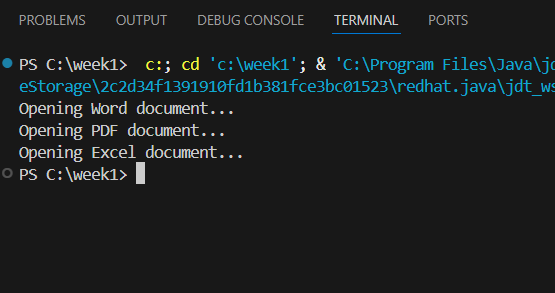 PROBLEMS OUTPUT DEBUG CONSOLE TERMINAL PORTS
PS C:\week1>  c:; cd 'c:\week1'; & 'C:\Program Files\Java\jd
eStorage\2c2d34f1391910fd1b381fce3bc01523\redhat.java\jdt_ws
Opening Word document...
Opening PDF document...
Opening Excel document...
PS C:\week1>